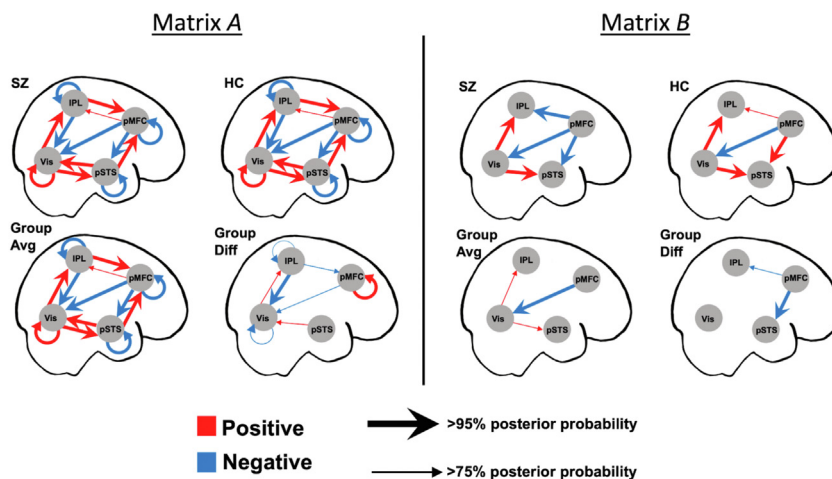 Matrix A
Matrix B
SZ
IPL
pMFC
Vis
pSTS
HC
IPL
pMFC
Vis
pSTS
SZ
IPL
pMFC
Vis
pSTS
HC
IPL
pMFC
Vis
pSTS
Group
Avg
IPL
pMFC
Vis
pSTS
Group
Diff
IPL
pMFC
Vis
pSTS
Group
Avg
IPL
pMFC
Vis
pSTS
Group
Diff
IPL
pMFC
Vis
pSTS
Positive
>95% posterior probability
Negative
>75% posterior probability